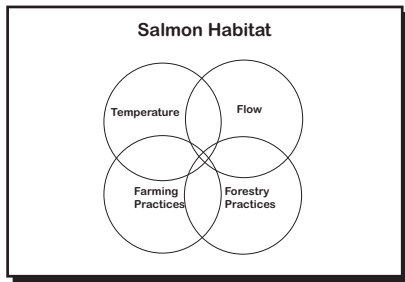 Salmon Habitat
Temperature
Flow
Farming
Practices
Forestry
Practices